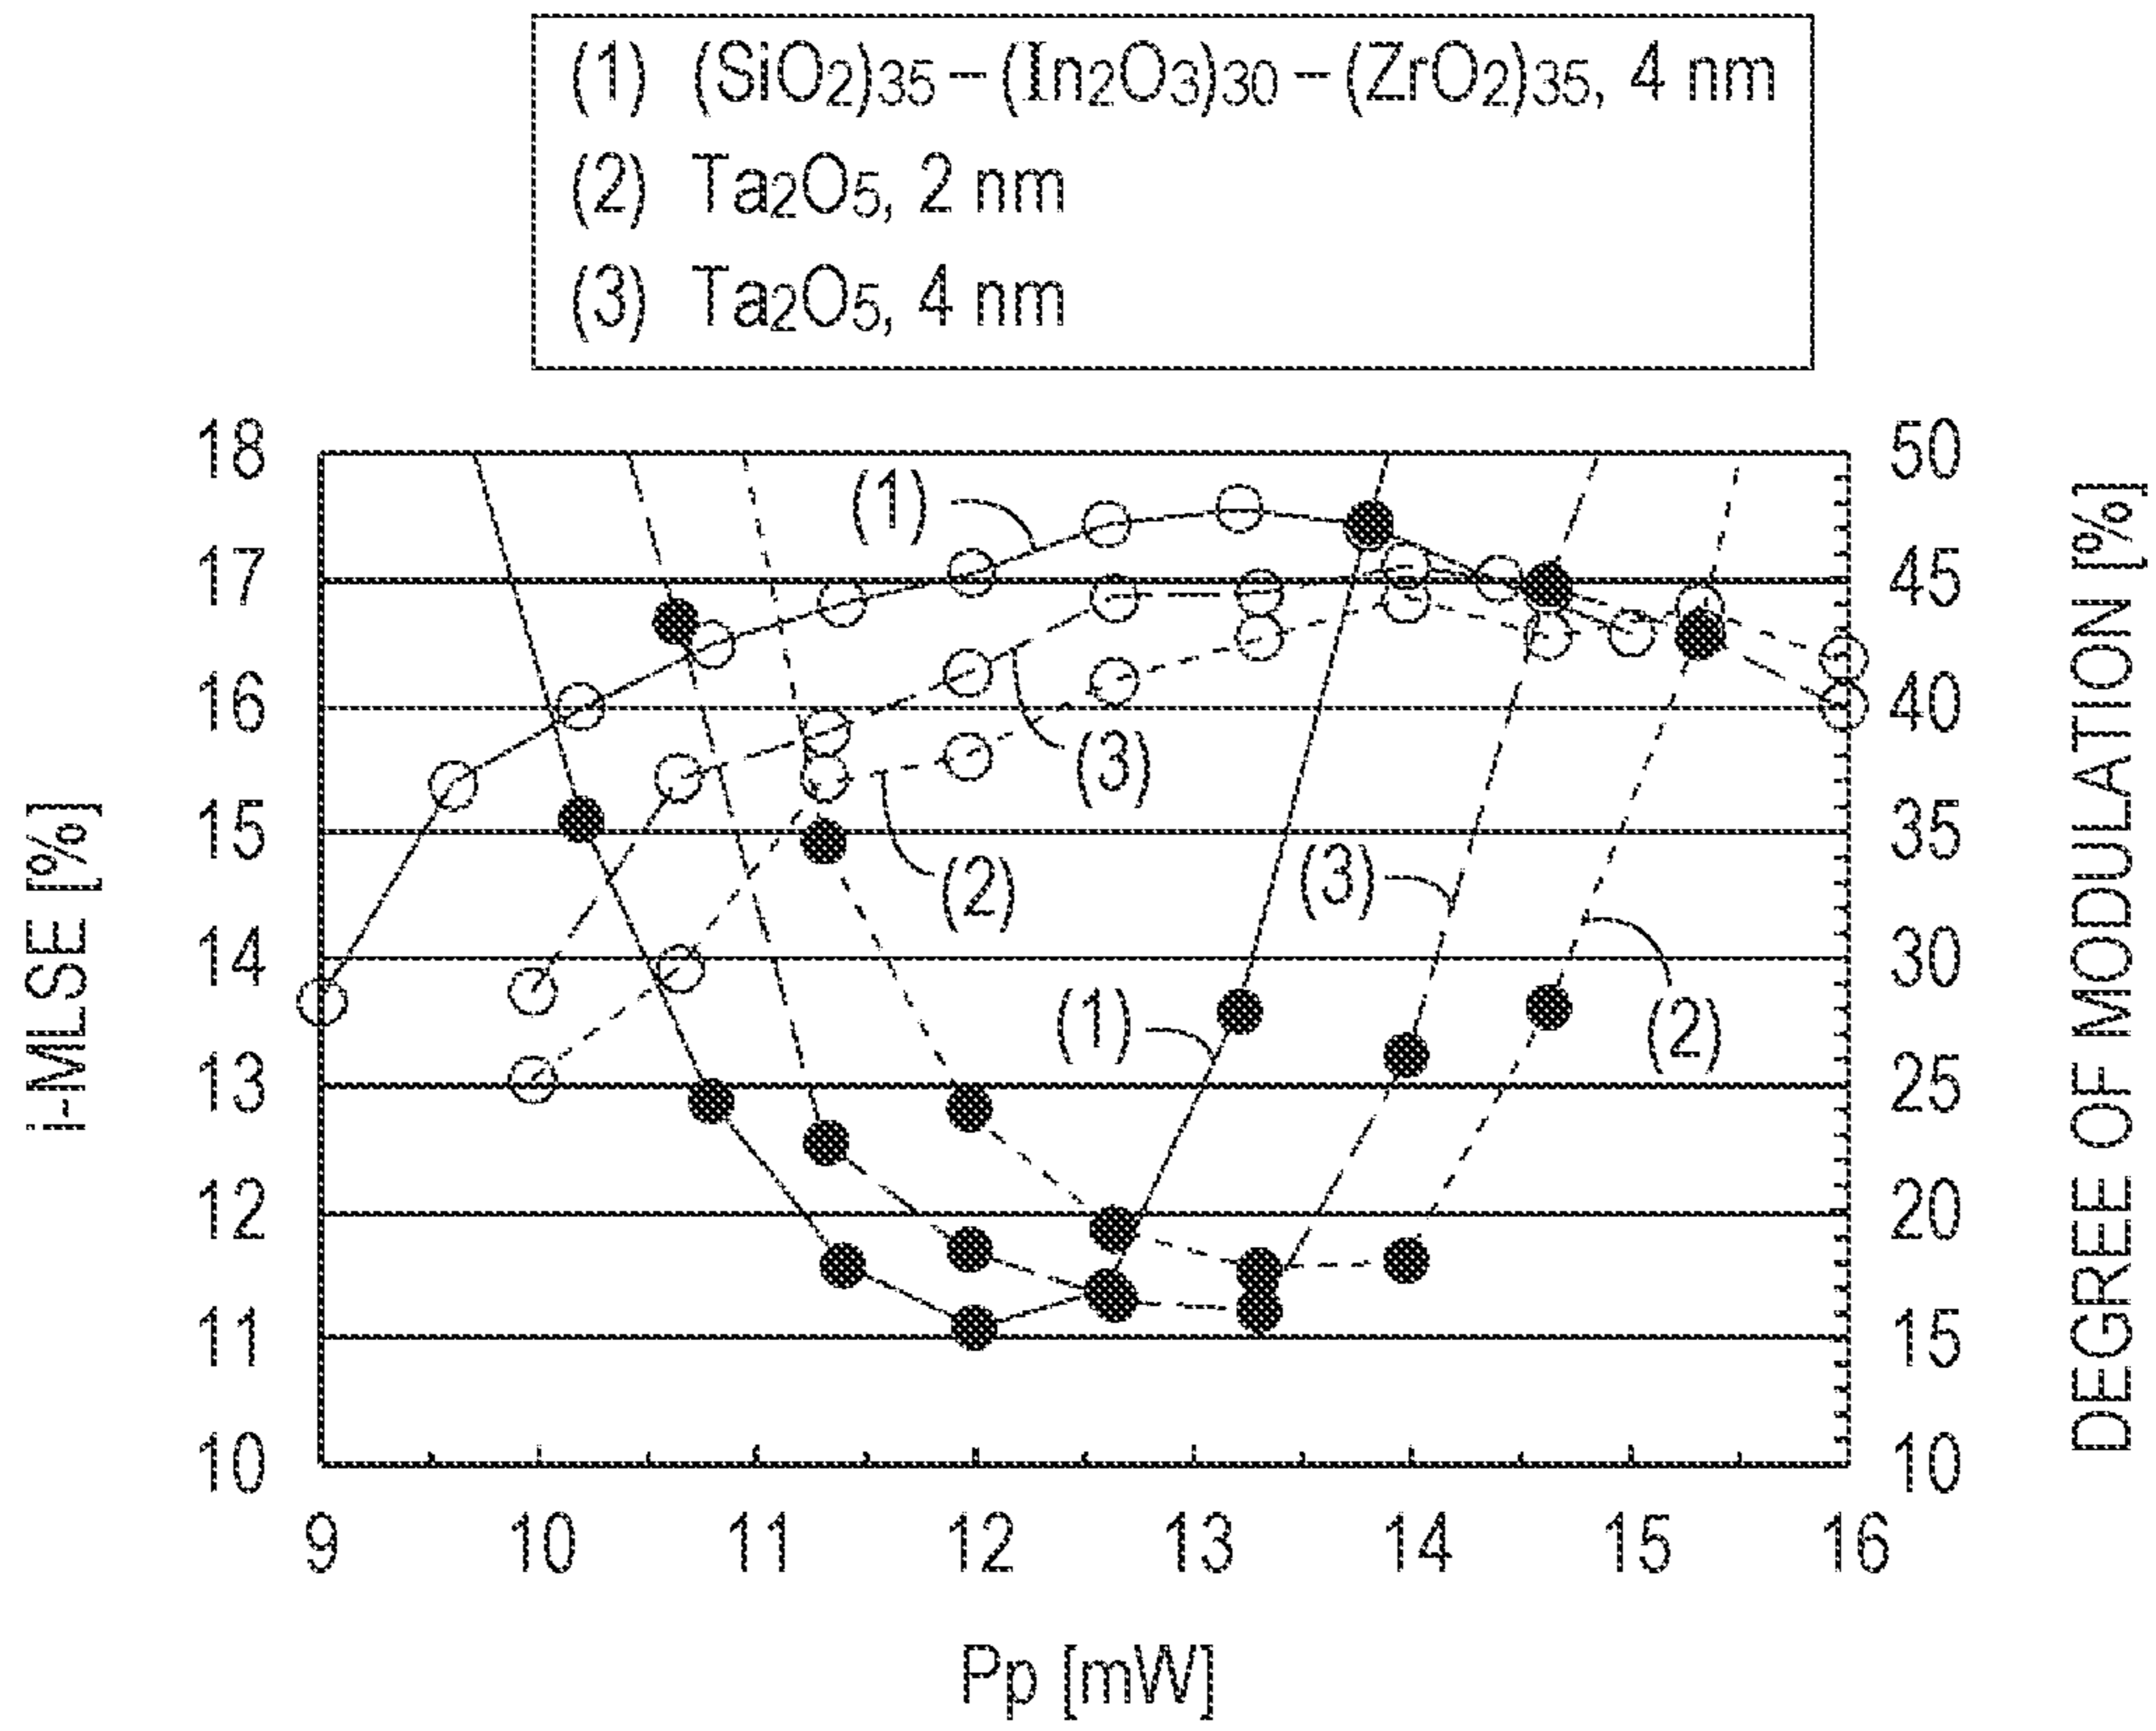 (1) (SiO2)35 – (In2O3)30 – (ZrO2)35, 4 nm
(2) Ta2O5, 2 nm
(3) Ta2O5, 4 nm
18 50
(1)
17 45
16 40
(3)
15 35
(3)
(2)
14 30
(1)
(2)
13 25
12 20
11 15
10 10
9 10 11 12 13 14 15 16
i-MLSE [%]
DEGREE OF MODULATION [%]
Pp [mW]